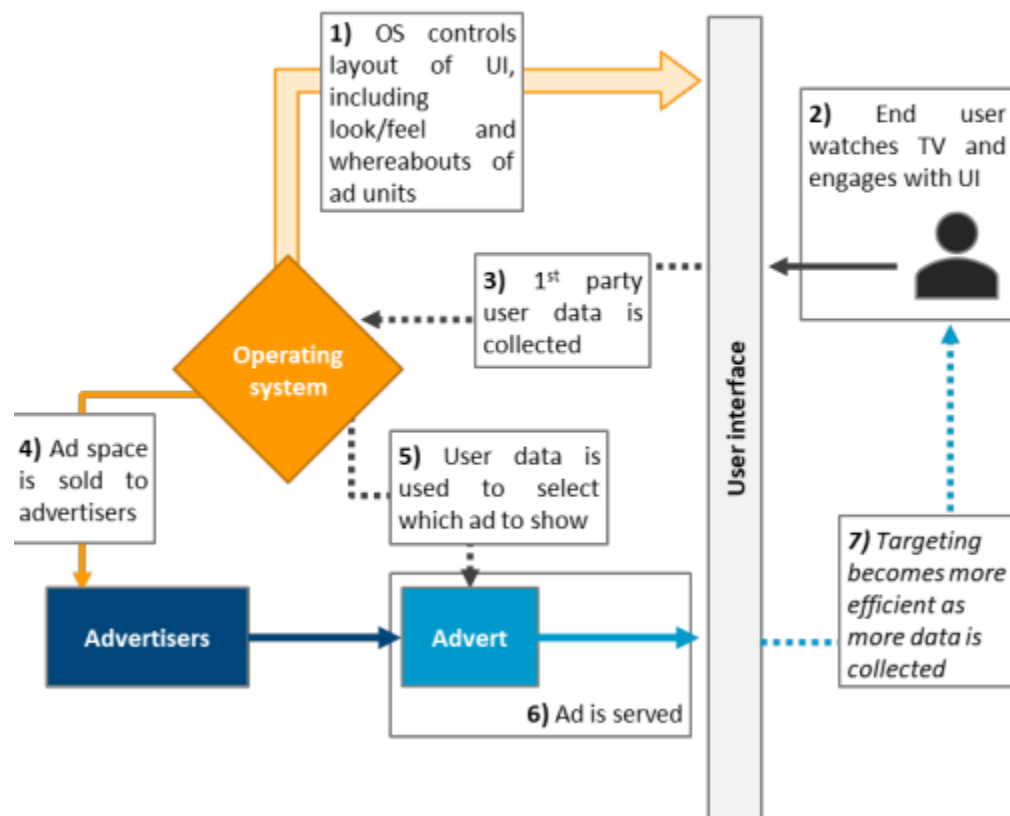 1) OS controls
layout of UI,
including
look/feel and
whereabouts of
ad units
2) End user
watches TV and
engages with UI
3) 1st party
user data is
collected
Operating
system
User interface
4) Ad space
is sold to
advertisers
5) User data is
used to select
which ad to show
7) Targeting
becomes more
efficient as
more data is
collected
Advertisers
Advert
6) Ad is served